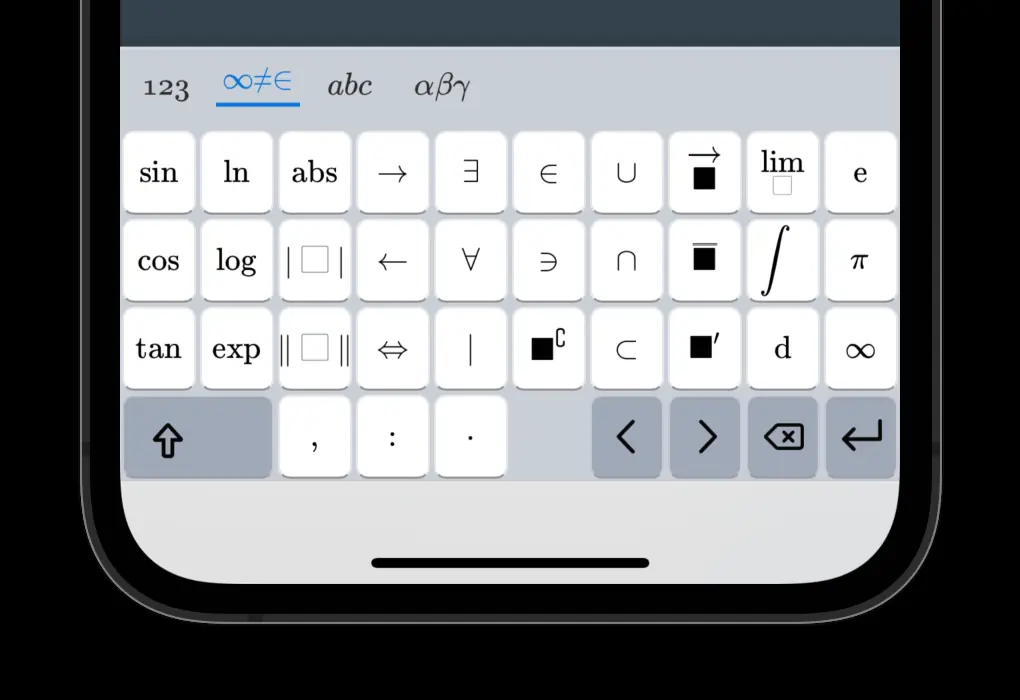 123 ∞≠∈ abc αβγ
sin ln abs → ∃ ∈ ∪ →■ lim□ e
cos log |□| ← ∀ ∋ ∩ ‾■ ∫ π
tan exp ‖□‖ ⇔ | ■∁ ⊂ ■′ d ∞
⇧ , : · < > ⌫ ↵